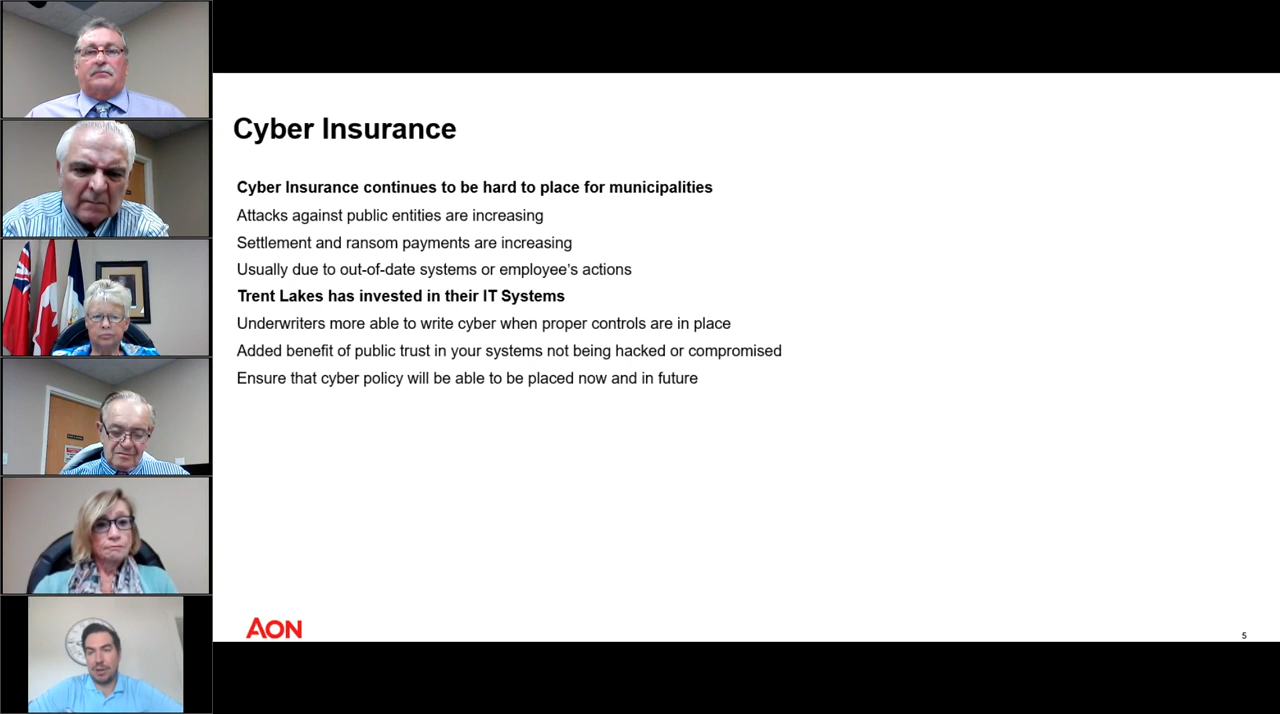 Cyber Insurance
Cyber Insurance continues to be hard to place for municipalities
Attacks against public entities are increasing
Settlement and ransom payments are increasing
Usually due to out-of-date systems or employee's actions
Trent Lakes has invested in their IT Systems
Underwriters more able to write cyber when proper controls are in place
Added benefit of public trust in your systems not being hacked or compromised
Ensure that cyber policy will be able to be placed now and in future
AON
5